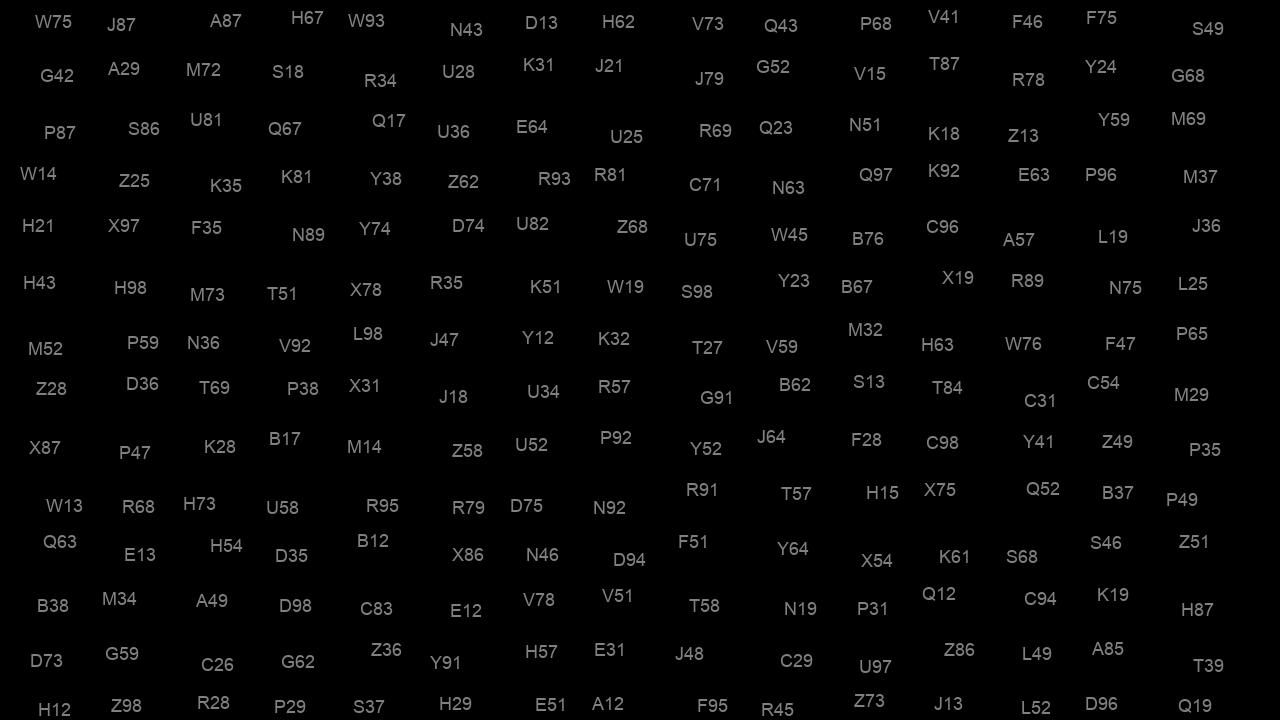 W75 J87 A87 H67 W93 N43 D13 H62 V73 Q43 P68 V41 F46 F75 S49
G42 A29 M72 S18 R34 U28 K31 J21 J79 G52 V15 T87 R78 Y24 G68
P87 S86 U81 Q67 Q17 U36 E64 U25 R69 Q23 N51 K18 Z13 Y59 M69
W14 Z25 K35 K81 Y38 Z62 R93 R81 C71 N63 Q97 K92 E63 P96 M37
H21 X97 F35 N89 Y74 D74 U82 Z68 U75 W45 B76 C96 A57 L19 J36
H43 H98 M73 T51 X78 R35 K51 W19 S98 Y23 B67 X19 R89 N75 L25
M52 P59 N36 V92 L98 J47 Y12 K32 T27 V59 M32 H63 W76 F47 P65
Z28 D36 T69 P38 X31 J18 U34 R57 G91 B62 S13 T84 C31 C54 M29
X87 P47 K28 B17 M14 Z58 U52 P92 Y52 J64 F28 C98 Y41 Z49 P35
W13 R68 H73 U58 R95 R79 D75 N92 R91 T57 H15 X75 Q52 B37 P49
Q63 E13 H54 D35 B12 X86 N46 D94 F51 Y64 X54 K61 S68 S46 Z51
B38 M34 A49 D98 C83 E12 V78 V51 T58 N19 P31 Q12 C94 K19 H87
D73 G59 C26 G62 Z36 Y91 H57 E31 J48 C29 U97 Z86 L49 A85 T39
H12 Z98 R28 P29 S37 H29 E51 A12 F95 R45 Z73 J13 L52 D96 Q19